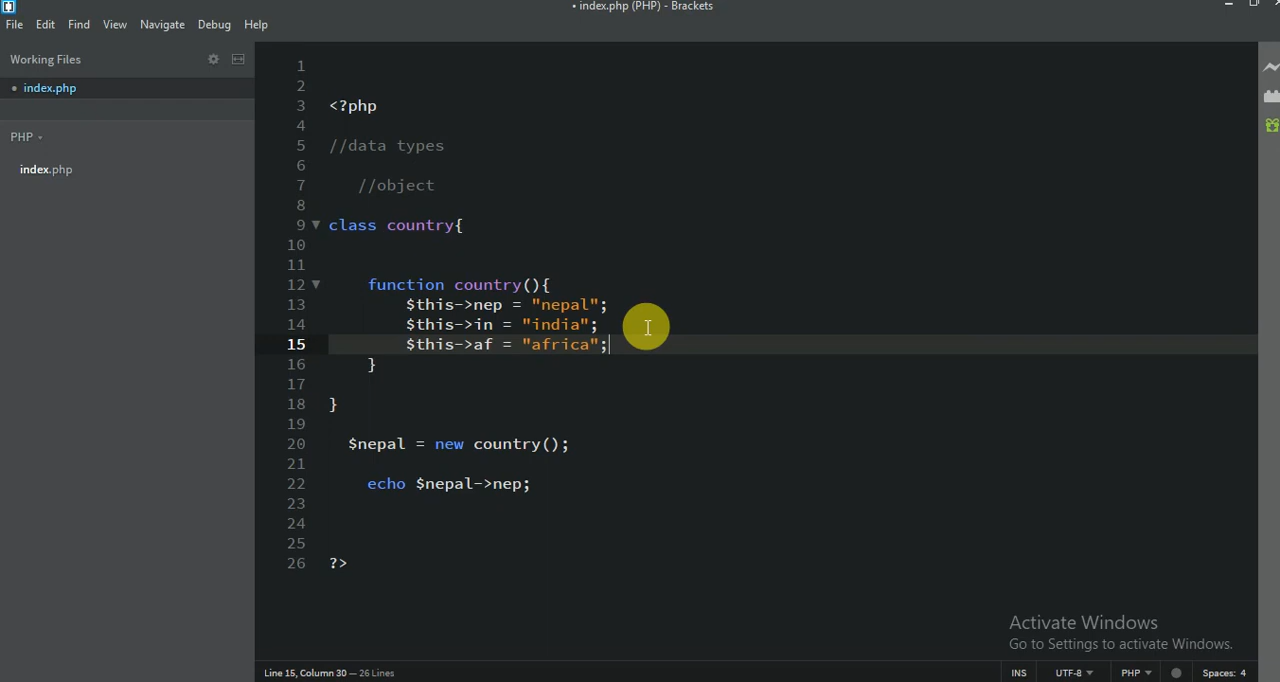 • index.php (PHP) - Brackets
File Edit Find View Navigate Debug Help
Working Files
• index.php
PHP
index.php
1
2
3 <?php
4
5 //data types
6
7 //object
8
9 class country{
10
11
12 function country(){
13 $this->nep = "nepal";
14 $this->in = "india";
15 $this->af = "africa";
16 }
17
18 }
19
20 $nepal = new country();
21
22 echo $nepal->nep;
23
24
25
26 ?>
Activate Windows
Go to Settings to activate Windows.
Line 15, Column 30 — 26 Lines INS UTF-8 PHP Spaces: 4